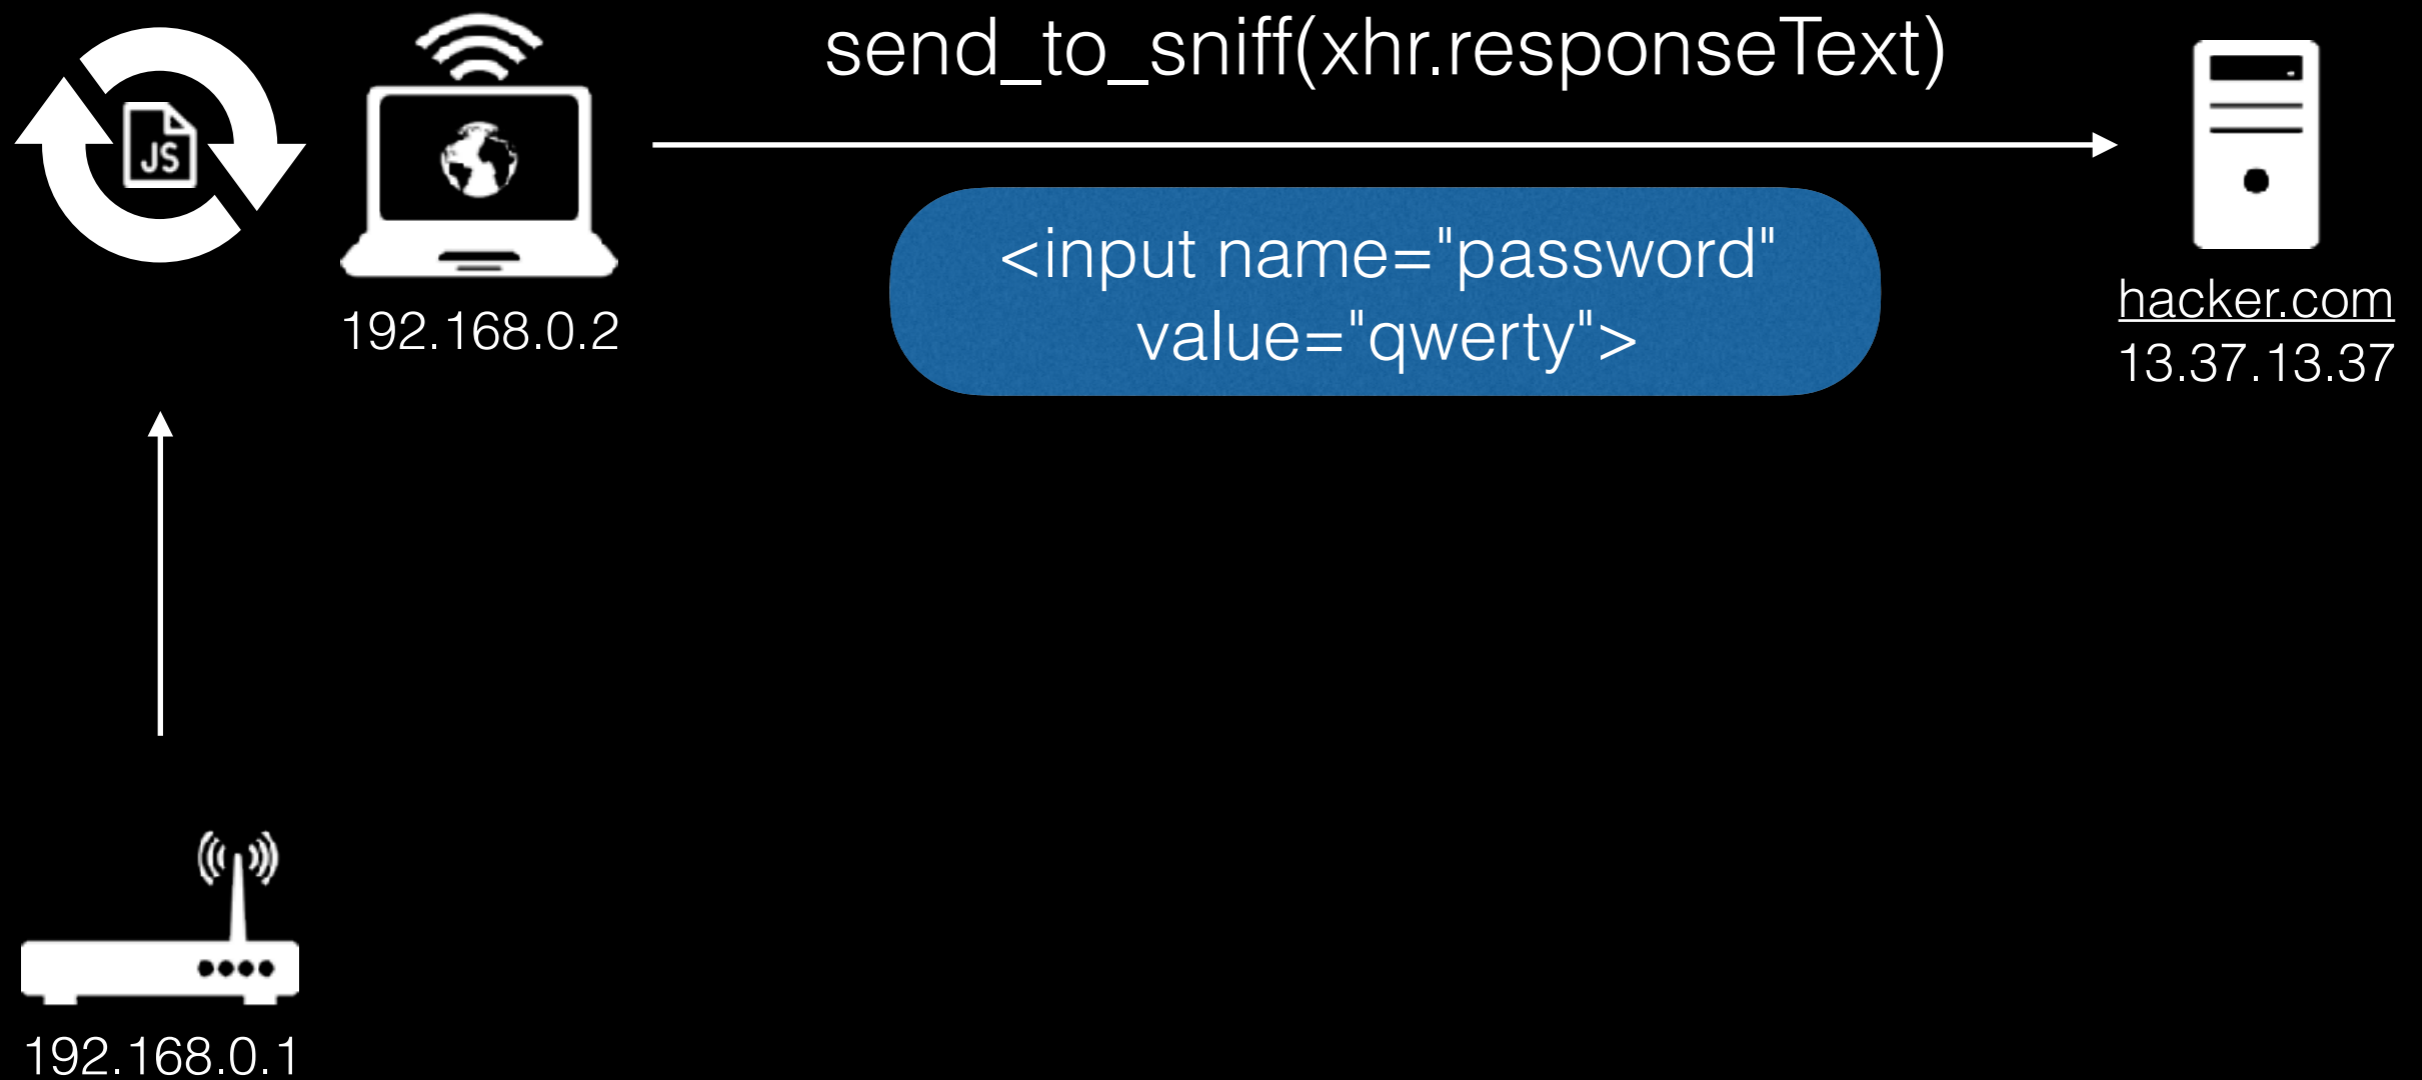 send_to_sniff(xhr.responseText)
JS
<input name="password"
value="qwerty">
192.168.0.2
hacker.com
13.37.13.37
192.168.0.1